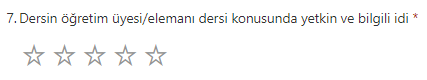 7. Dersin öğretim üyesi/elemanı dersi konusunda yetkin ve bilgili idi *